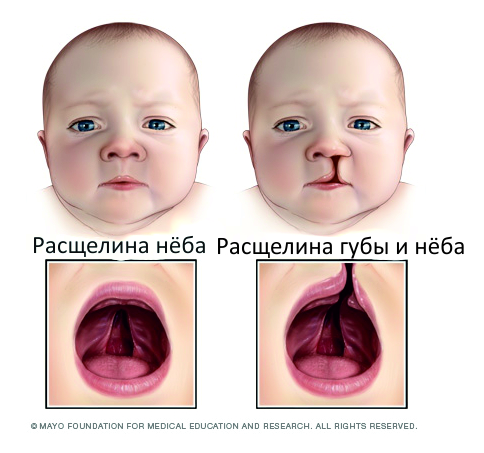 Расщелина нёба
Расщелина губы и нёба
© MAYO FOUNDATION FOR MEDICAL EDUCATION AND RESEARCH. ALL RIGHTS RESERVED.